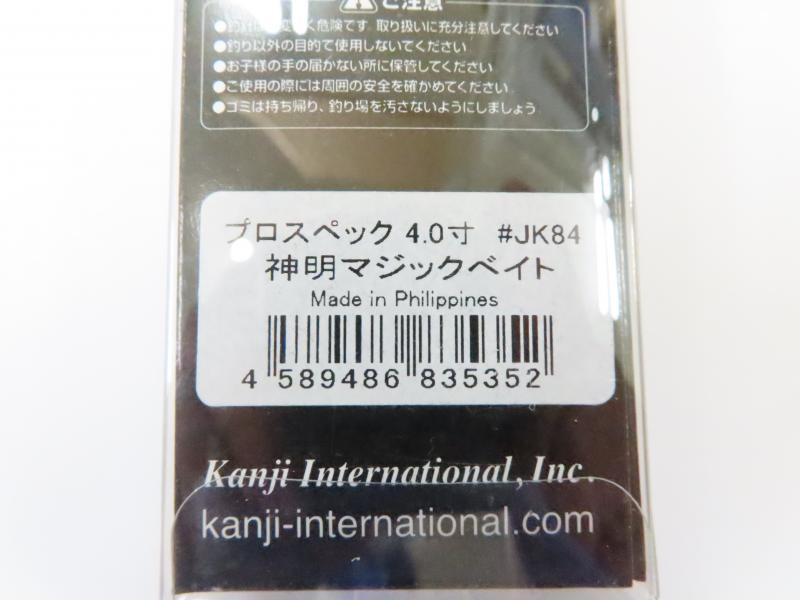 ご注意
く危険です。取り扱いに充分注意してください
●釣り以外の目的で使用しないでください
●お子様の手の届かない所に保管してください
●ご使用の際には周囲の安全を確かめてください
●ゴミは持ち帰り、釣り場を汚さないようにしましょう
プロスペック 4.0寸 #JK84
神明マジックベイト
Made in Philippines
4 589486 835352
Kanji International, Inc.
kanji-international.com